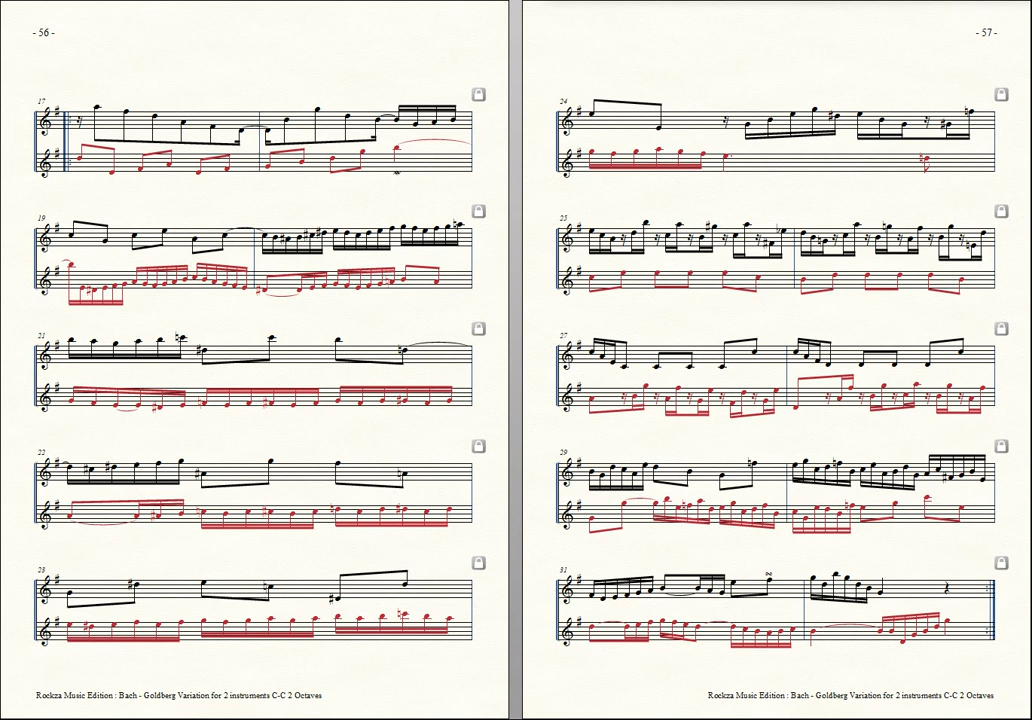 - 56 -
17
19
21
22
23
Rockza Music Edition : Bach - Goldberg Variation for 2 instruments C-C 2 Octaves
- 57 -
24
25
27
29
31
Rockza Music Edition : Bach - Goldberg Variation for 2 instruments C-C 2 Octaves